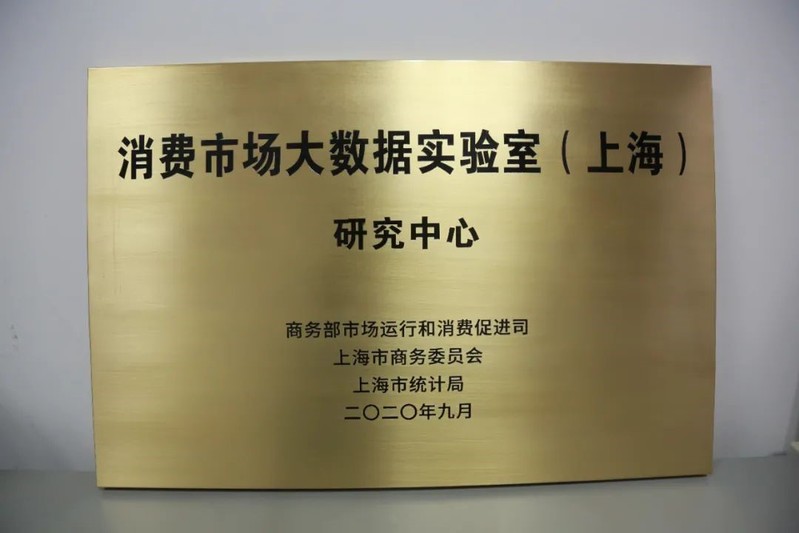 消费市场大数据实验室（上海）
研究中心
商务部市场运行和消费促进司
上海市商务委员会
上海市统计局
二〇二〇年九月